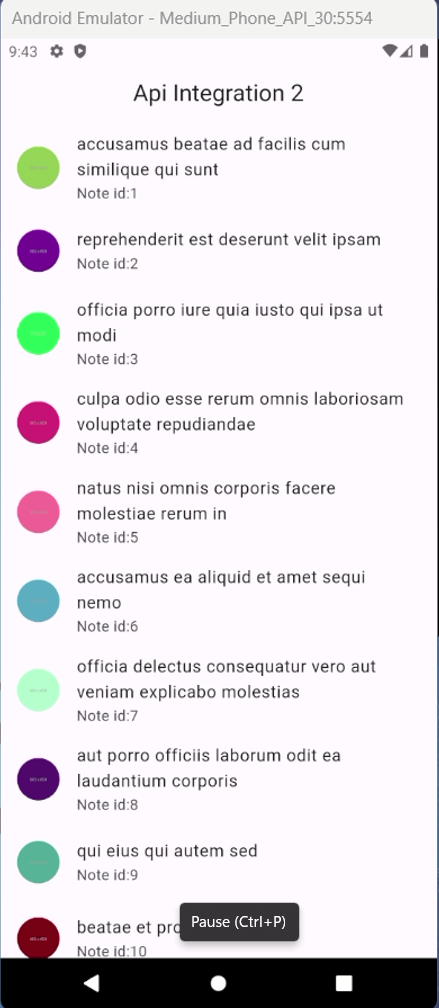 Android Emulator - Medium_Phone_API_30:5554
9:43
Api Integration 2
accusamus beatae ad facilis cum
similique qui sunt
Note id:1
reprehenderit est deserunt velit ipsam
Note id:2
officia porro iure quia iusto qui ipsa ut
modi
Note id:3
culpa odio esse rerum omnis laboriosam
voluptate repudiandae
Note id:4
natus nisi omnis corporis facere
molestiae rerum in
Note id:5
accusamus ea aliquid et amet sequi
nemo
Note id:6
officia delectus consequatur vero aut
veniam explicabo molestias
Note id:7
aut porro officiis laborum odit ea
laudantium corporis
Note id:8
qui eius qui autem sed
Note id:9
beatae et
Pause (Ctrl+P)
Note id:10